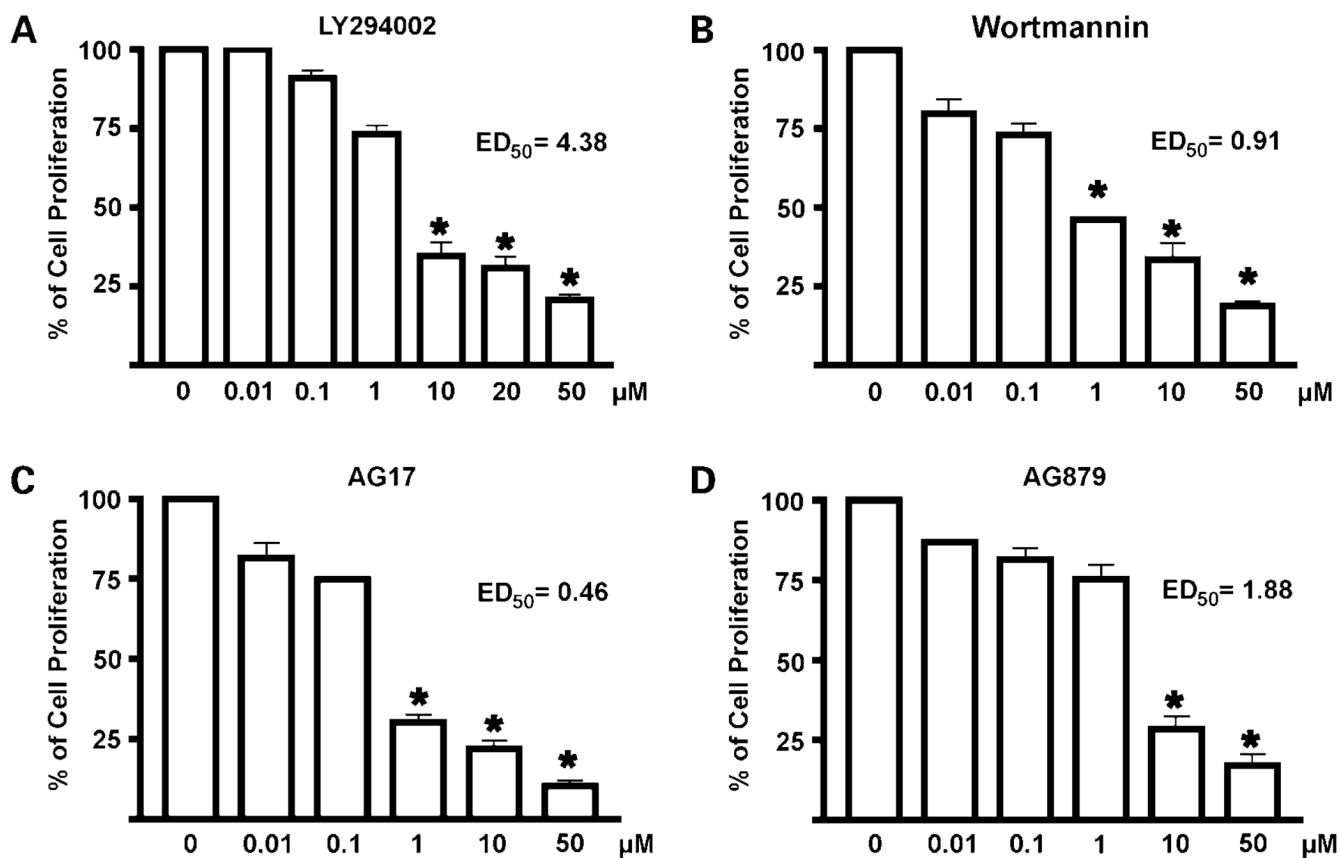 A
LY294002
% of Cell Proliferation
100
75
50
25
ED50= 4.38
*
*
*
0 0.01 0.1 1 10 20 50 µM
B
Wortmannin
% of Cell Proliferation
100
75
50
25
ED50= 0.91
*
*
*
0 0.01 0.1 1 10 50 µM
C
AG17
% of Cell Proliferation
100
75
50
25
ED50= 0.46
*
*
*
0 0.01 0.1 1 10 50 µM
D
AG879
% of Cell Proliferation
100
75
50
25
ED50= 1.88
*
*
0 0.01 0.1 1 10 50 µM